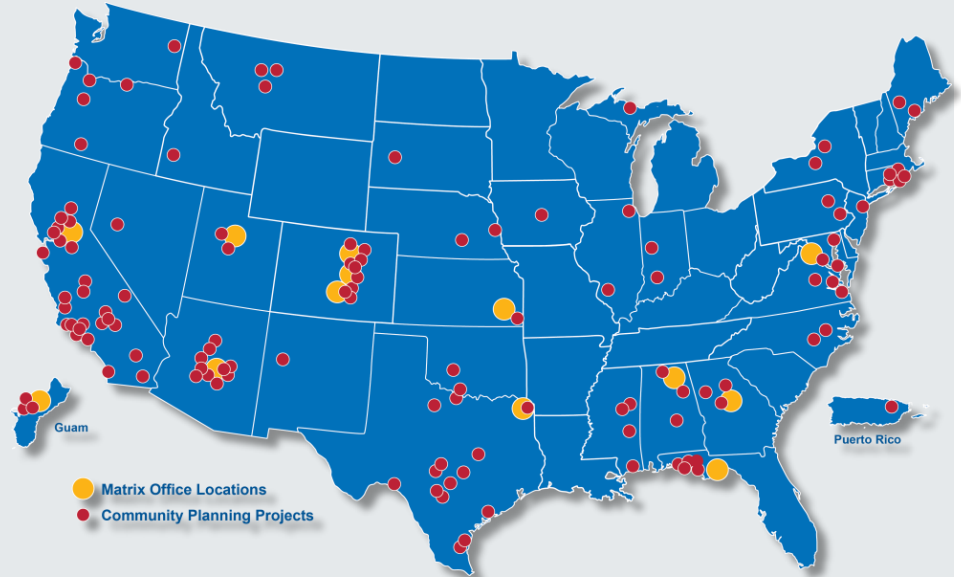 Guam
Puerto Rico
Matrix Office Locations
Community Planning Projects